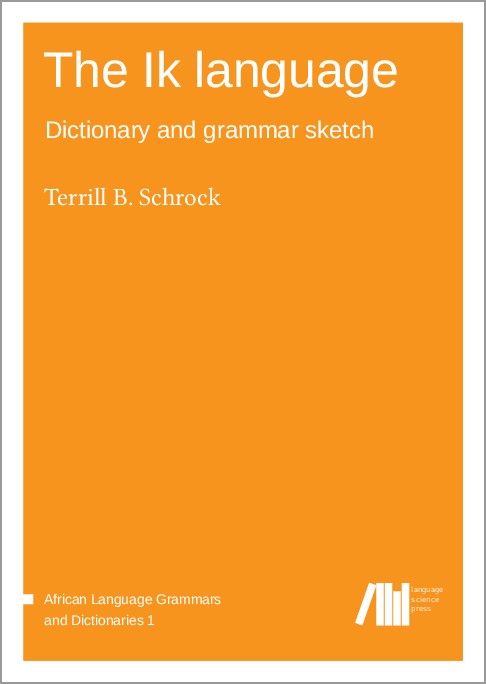 The Ik language
Dictionary and grammar sketch
Terrill B. Schrock
African Language Grammars
and Dictionaries 1
language
science
press